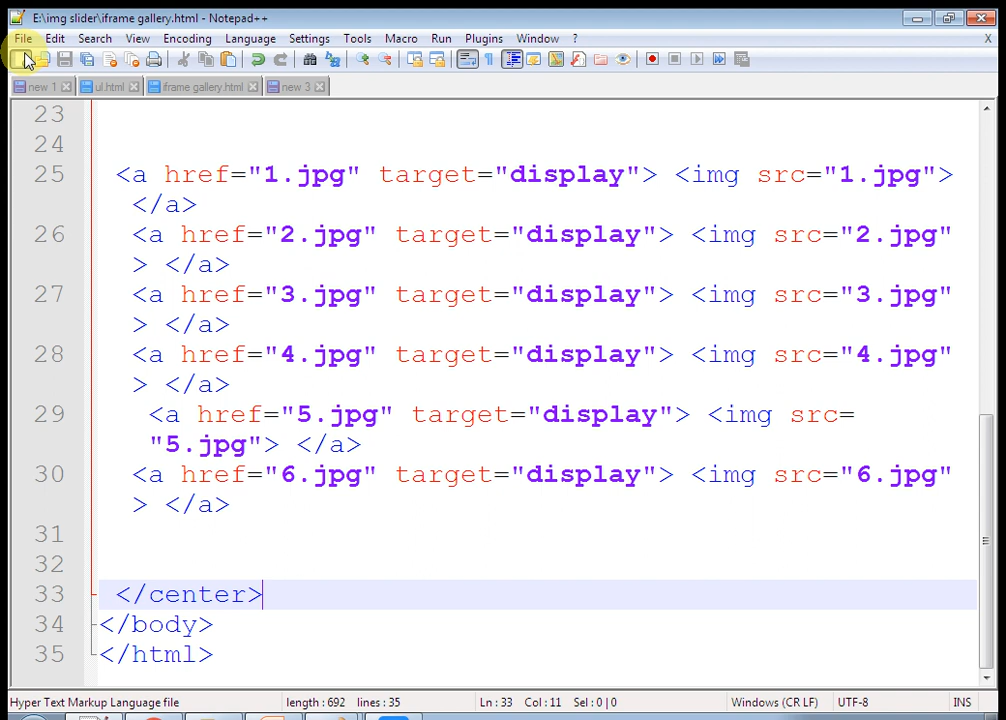 E:\img slider\iframe gallery.html - Notepad++
File Edit Search View Encoding Language Settings Tools Macro Run Plugins Window ? X
new 1 ul.html iframe gallery.html new 3
23
24
25 <a href="1.jpg" target="display"> <img src="1.jpg">
</a>
26 <a href="2.jpg" target="display"> <img src="2.jpg"
> </a>
27 <a href="3.jpg" target="display"> <img src="3.jpg"
> </a>
28 <a href="4.jpg" target="display"> <img src="4.jpg"
> </a>
29 <a href="5.jpg" target="display"> <img src=
"5.jpg"> </a>
30 <a href="6.jpg" target="display"> <img src="6.jpg"
> </a>
31
32
33 </center>
34 </body>
35 </html>
Hyper Text Markup Language file length : 692 lines : 35 Ln : 33 Col : 11 Sel : 0 | 0 Windows (CR LF) UTF-8 INS